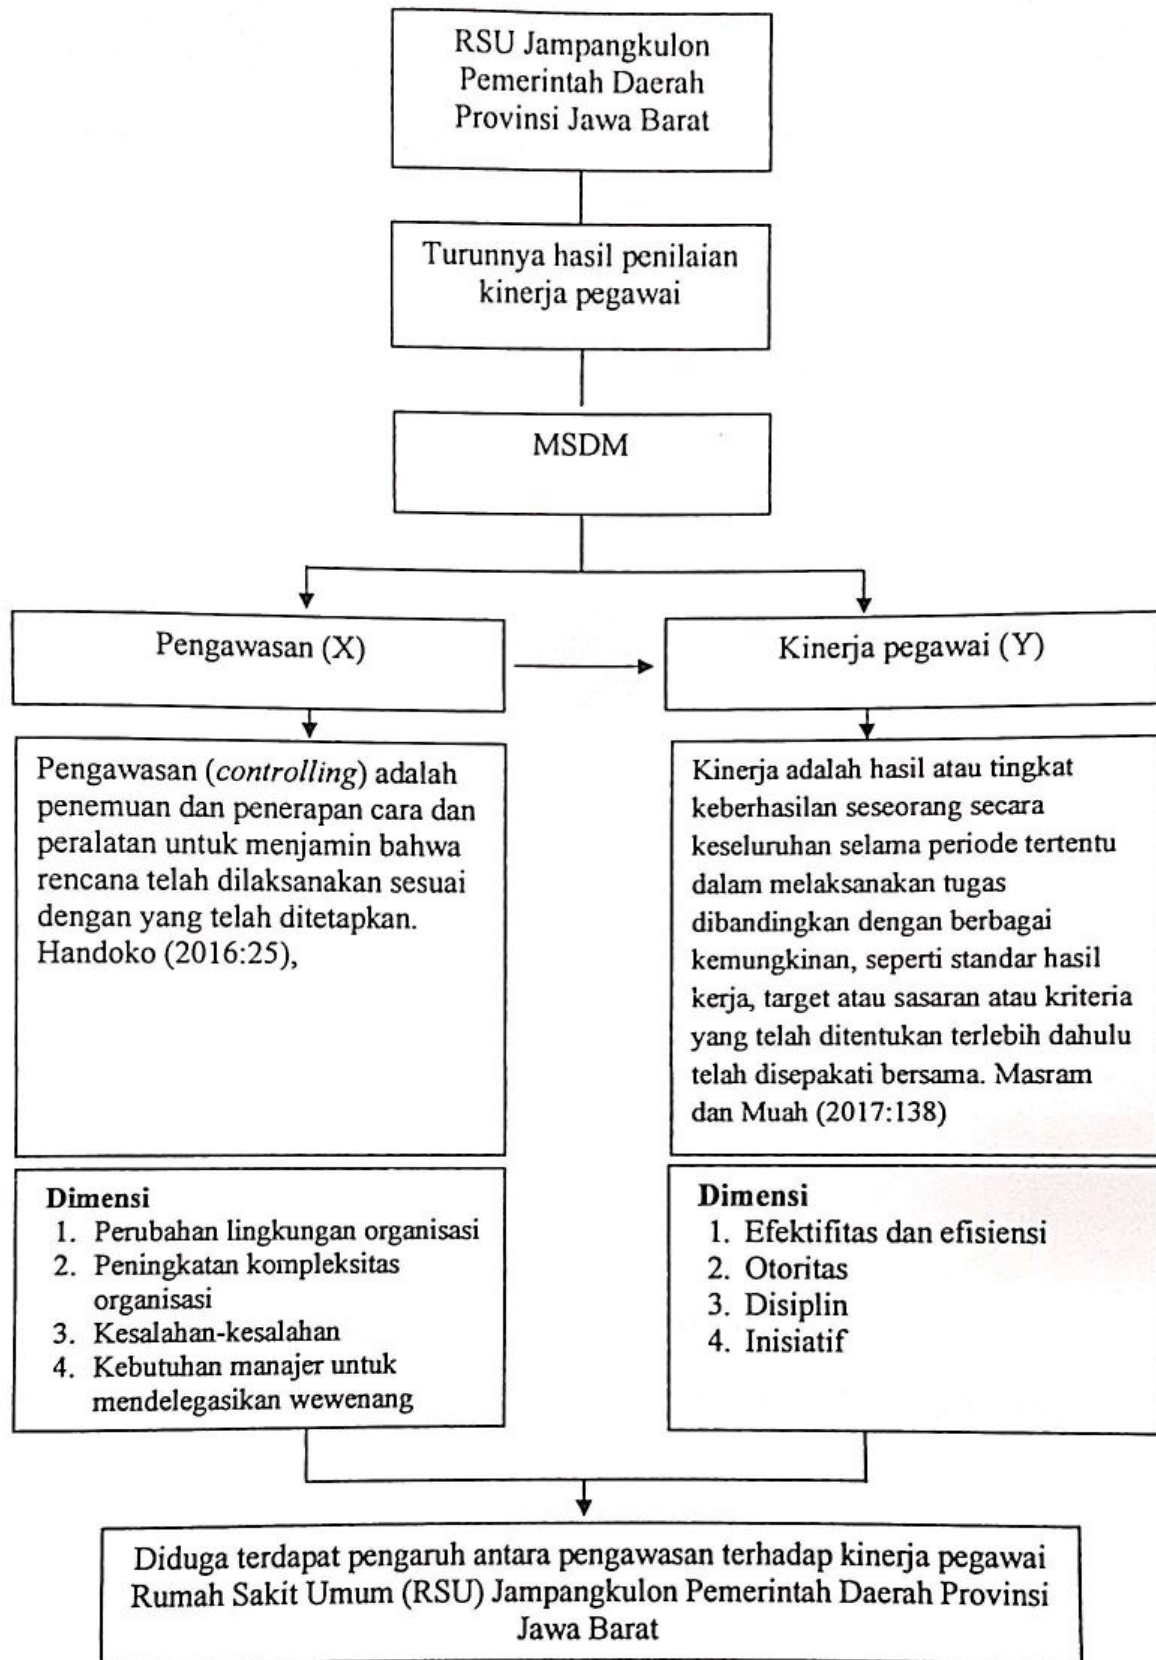 RSU Jampangkulon
Pemerintah Daerah
Provinsi Jawa Barat
Turunnya hasil penilaian
kinerja pegawai
MSDM
Pengawasan (X)
Kinerja pegawai (Y)
Pengawasan (controlling) adalah
penemuan dan penerapan cara dan
peralatan untuk menjamin bahwa
rencana telah dilaksanakan sesuai
dengan yang telah ditetapkan.
Handoko (2016:25),
Kinerja adalah hasil atau tingkat
keberhasilan seseorang secara
keseluruhan selama periode tertentu
dalam melaksanakan tugas
dibandingkan dengan berbagai
kemungkinan, seperti standar hasil
kerja, target atau sasaran atau kriteria
yang telah ditentukan terlebih dahulu
telah disepakati bersama. Masram
dan Muah (2017:138)
Dimensi
1. Perubahan lingkungan organisasi
2. Peningkatan kompleksitas
organisasi
3. Kesalahan-kesalahan
4. Kebutuhan manajer untuk
mendelegasikan wewenang
Dimensi
1. Efektifitas dan efisiensi
2. Otoritas
3. Disiplin
4. Inisiatif
Diduga terdapat pengaruh antara pengawasan terhadap kinerja pegawai
Rumah Sakit Umum (RSU) Jampangkulon Pemerintah Daerah Provinsi
Jawa Barat